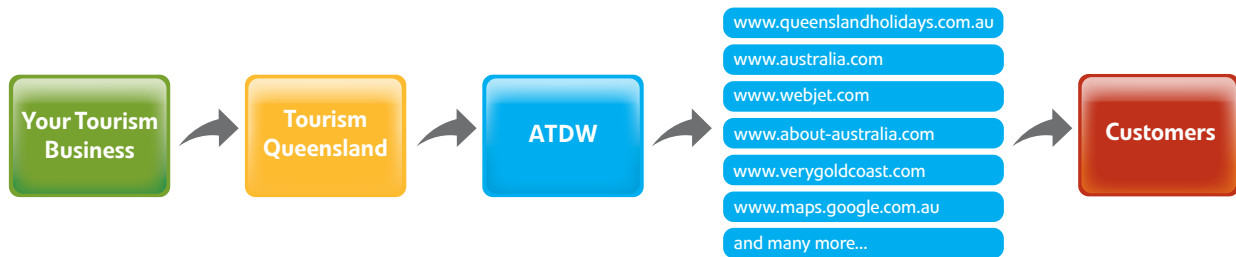 Your Tourism
Business
Tourism
Queensland
ATDW
www.queenslandholidays.com.au
www.australia.com
www.webjet.com
www.about-australia.com
www.verygoldcoast.com
www.maps.google.com.au
and many more...
Customers